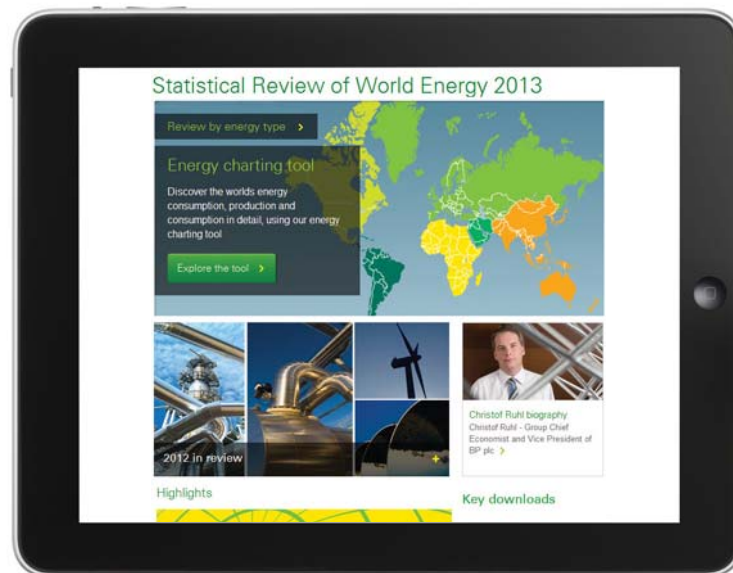 Statistical Review of World Energy 2013
Review by energy type >
Energy charting tool
Discover the worlds energy
consumption, production and
consumption in detail, using our energy
charting tool
Explore the tool >
2012 in review +
Christof Ruhl biography
Christof Ruhl - Group Chief
Economist and Vice President of
BP plc >
Highlights
Key downloads